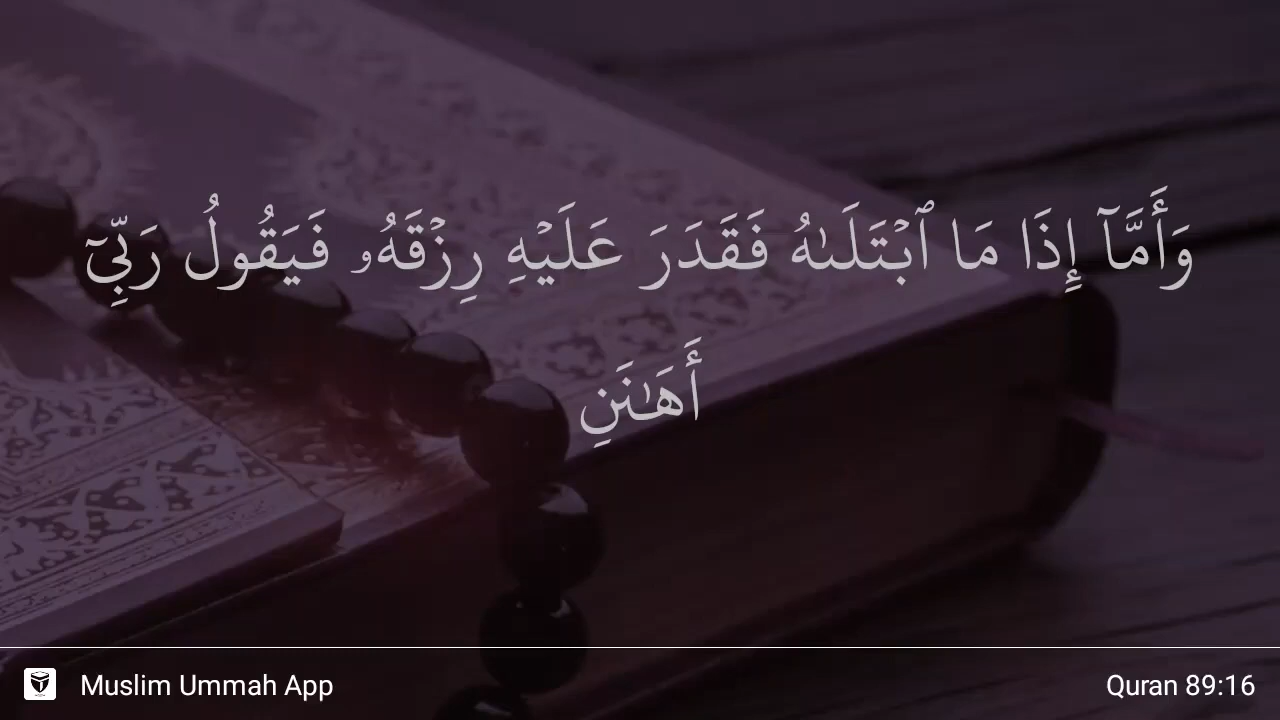 وَأَمَّآ إِذَا مَا ٱبْتَلَىٰهُ فَقَدَرَ عَلَيْهِ رِزْقَهُۥ فَيَقُولُ رَبِّىٓ
أَهَـٰنَنِ
Muslim Ummah App
Quran 89:16